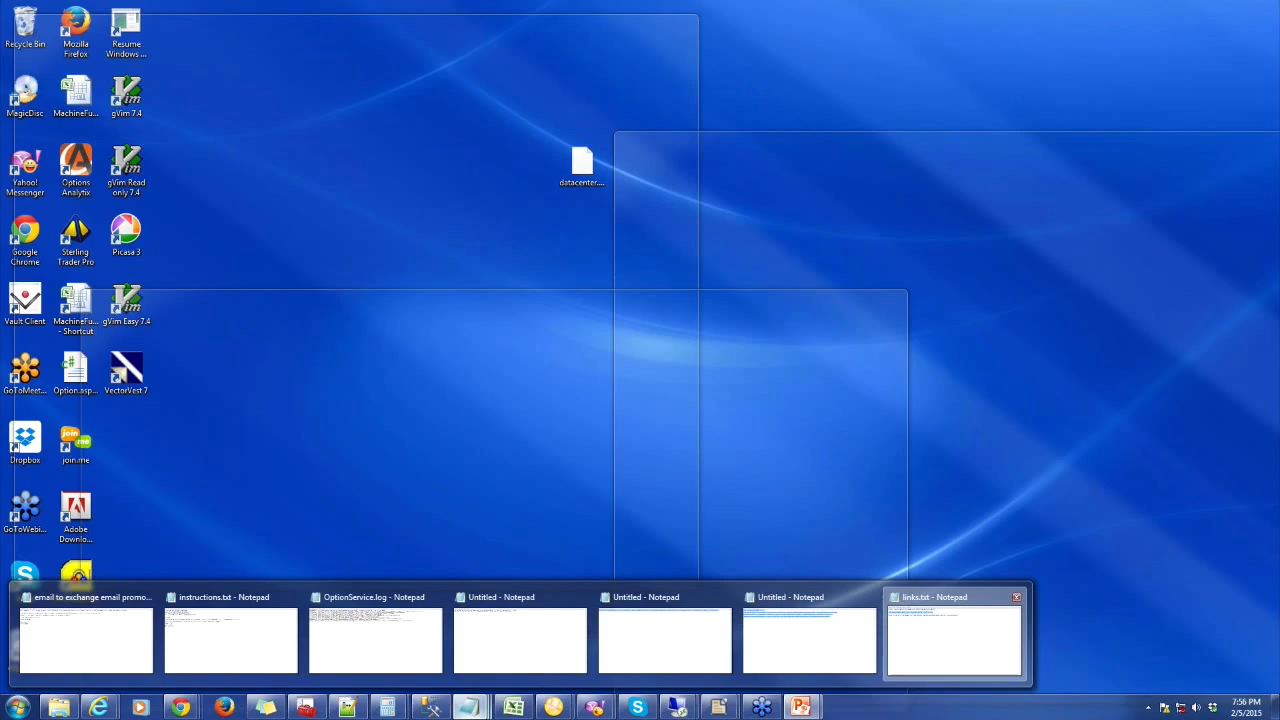 Recycle Bin
Mozilla
Firefox
Resume
Windows ...
MagicDisc
MachineFu...
gVim 7.4
Yahoo!
Messenger
Options
Analytix
gVim Read
only 7.4
datacenter....
Google
Chrome
Sterling
Trader Pro
Picasa 3
Vault Client
MachineFu...
- Shortcut
gVim Easy 7.4
GoToMeet...
Option.asp...
VectorVest 7
Dropbox
join.me
GoToWebi...
Adobe
Downlo...
email to exchange email promo...
instructions.txt - Notepad
OptionService.log - Notepad
Untitled - Notepad
Untitled - Notepad
Untitled - Notepad
links.txt - Notepad
7:56 PM
2/5/2015